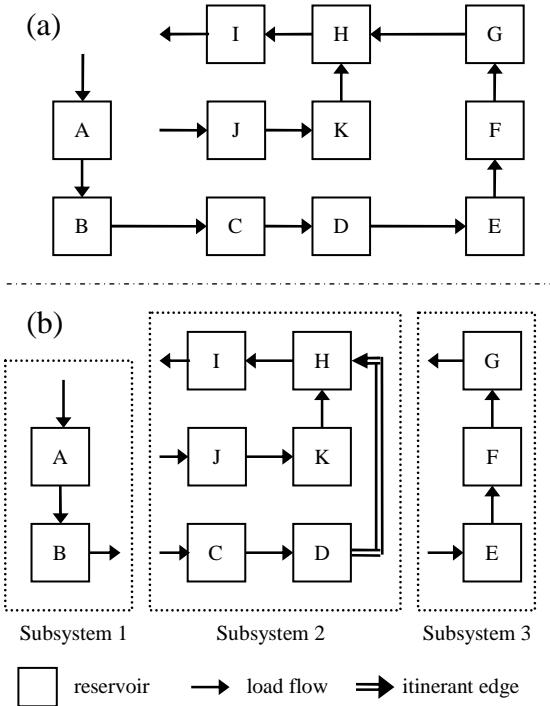 (a)
I H G
A J K F
B C D E
(b)
I H G
A J K F
B C D E
Subsystem 1 Subsystem 2 Subsystem 3
reservoir load flow itinerant edge